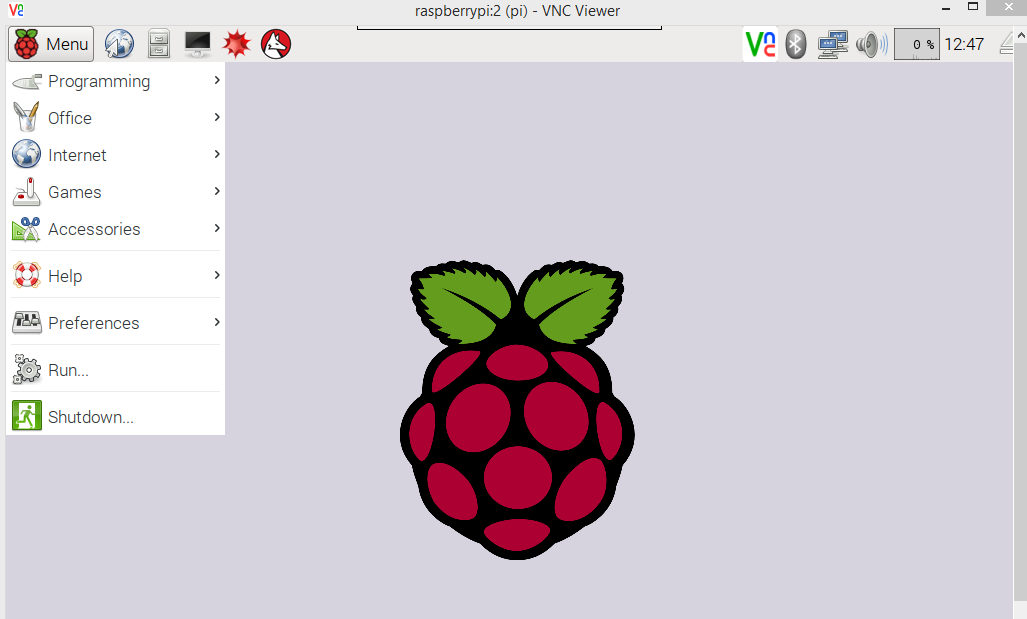 raspberrypi:2 (pi) - VNC Viewer
Menu
0 %
12:47
Programming
Office
Internet
Games
Accessories
Help
Preferences
Run...
Shutdown...